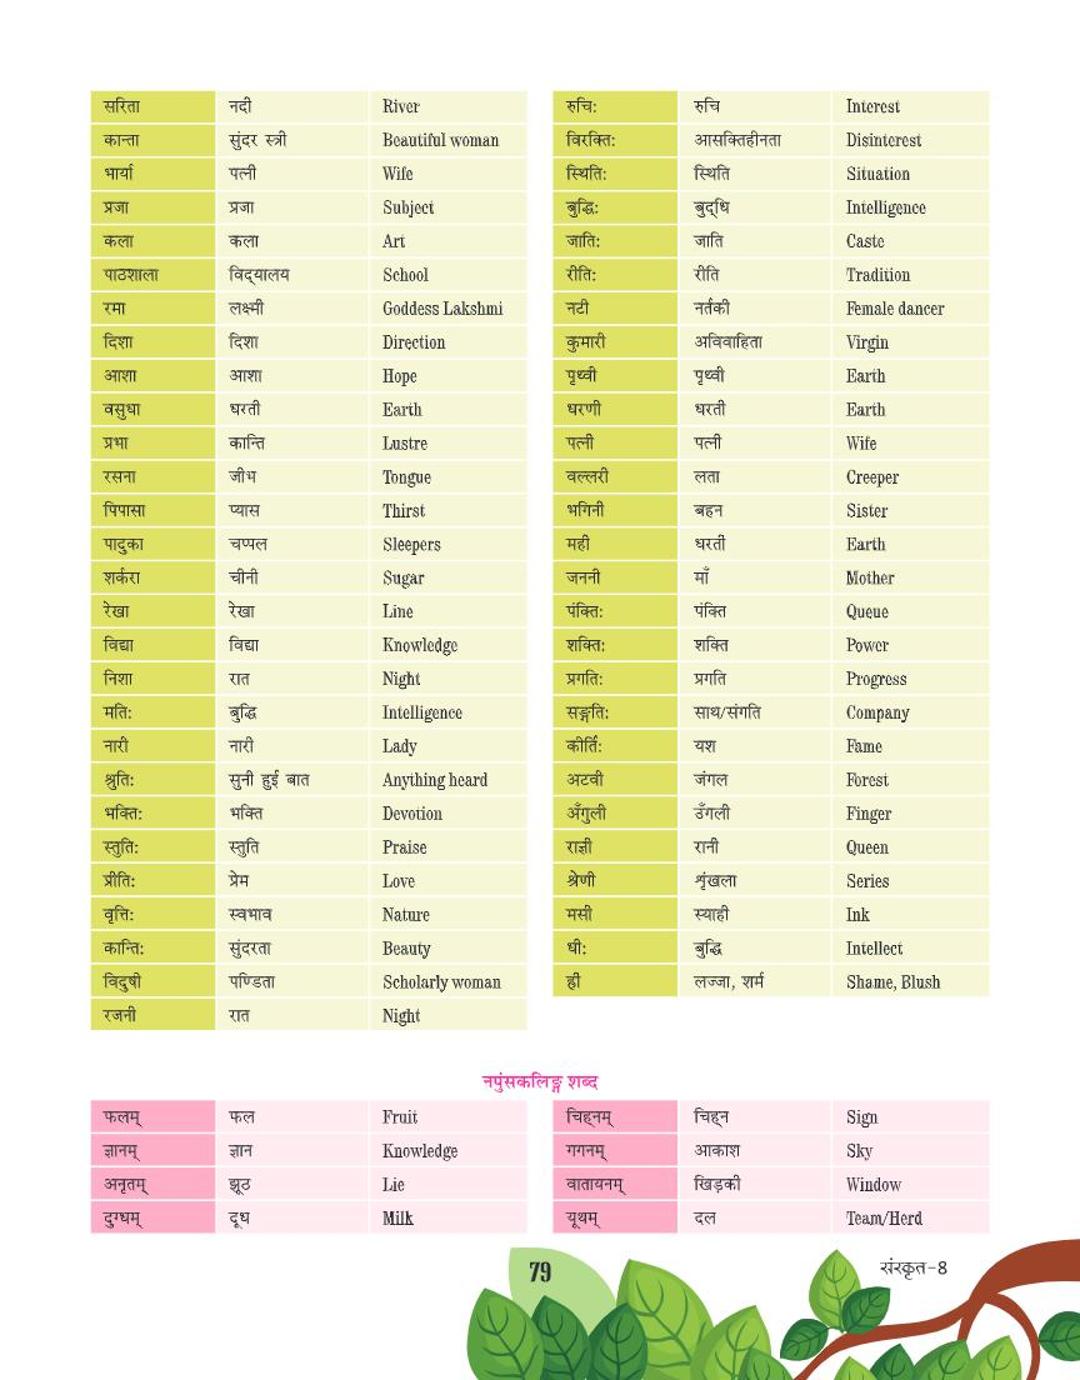 सरिता नदी River
कान्ता सुंदर स्त्री Beautiful woman
भार्या पत्नी Wife
प्रजा प्रजा Subject
कला कला Art
पाठशाला विद्‌यालय School
रमा लक्ष्मी Goddess Lakshmi
दिशा दिशा Direction
आशा आशा Hope
वसुधा धरती Earth
प्रभा कान्ति Lustre
रसना जीभ Tongue
पिपासा प्यास Thirst
पादुका चप्पल Sleepers
शर्करा चीनी Sugar
रेखा रेखा Line
विद्या विद्या Knowledge
निशा रात Night
मति: बुद्धि Intelligence
नारी नारी Lady
श्रुति: सुनी हुई बात Anything heard
भक्ति: भक्ति Devotion
स्तुति: स्तुति Praise
प्रीति: प्रेम Love
वृत्ति: स्वभाव Nature
कान्ति: सुंदरता Beauty
विदुषी पण्डिता Scholarly woman
रजनी रात Night
रुचि: रुचि Interest
विरक्ति: आसक्तिहीनता Disinterest
स्थिति: स्थिति Situation
बुद्धि: बुद्‌धि Intelligence
जाति: जाति Caste
रीति: रीति Tradition
नटी नर्तकी Female dancer
कुमारी अविवाहिता Virgin
पृथ्वी पृथ्वी Earth
धरणी धरती Earth
पत्नी पत्नी Wife
वल्लरी लता Creeper
भगिनी बहन Sister
मही धरती Earth
जननी माँ Mother
पंक्ति: पंक्ति Queue
शक्ति: शक्ति Power
प्रगति: प्रगति Progress
सङ्गति: साथ/संगति Company
कीर्ति: यश Fame
अटवी जंगल Forest
अँगुली उँगली Finger
राज्ञी रानी Queen
श्रेणी शृंखला Series
मसी स्याही Ink
धी: बुद्धि Intellect
ह्री लज्जा, शर्म Shame, Blush
नपुंसकलिङ्ग शब्द
फलम् फल Fruit
ज्ञानम् ज्ञान Knowledge
अनृतम् झूठ Lie
दुग्धम् दूध Milk
चिह्‌नम् चिह्‌न Sign
गगनम् आकाश Sky
वातायनम् खिड़की Window
यूथम् दल Team/Herd
79
संस्कृत-8